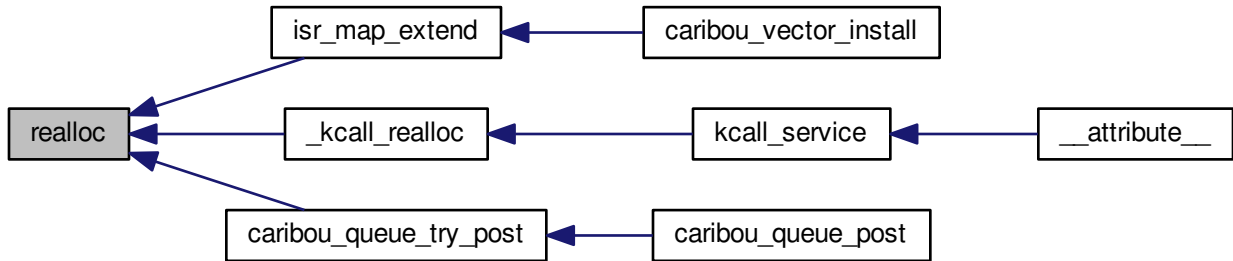 isr_map_extend
caribou_vector_install
realloc
_kcall_realloc
kcall_service
__attribute__
caribou_queue_try_post
caribou_queue_post